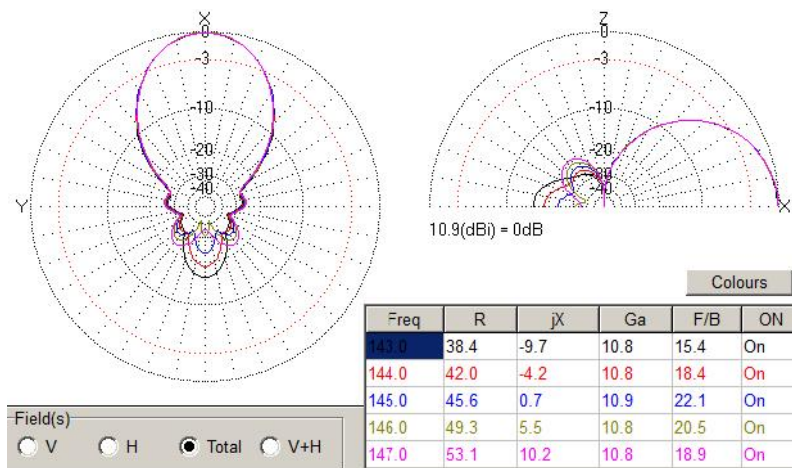 X
0
-3
-10
-20
-30
-40
Y
Z
0
-3
-10
-20
-30
-40
X
10.9(dBi) = 0dB
Colours
Freq R jX Ga F/B ON
143.0 38.4 -9.7 10.8 15.4 On
144.0 42.0 -4.2 10.8 18.4 On
145.0 45.6 0.7 10.9 22.1 On
146.0 49.3 5.5 10.8 20.5 On
147.0 53.1 10.2 10.8 18.9 On
Field(s)
V H Total V+H